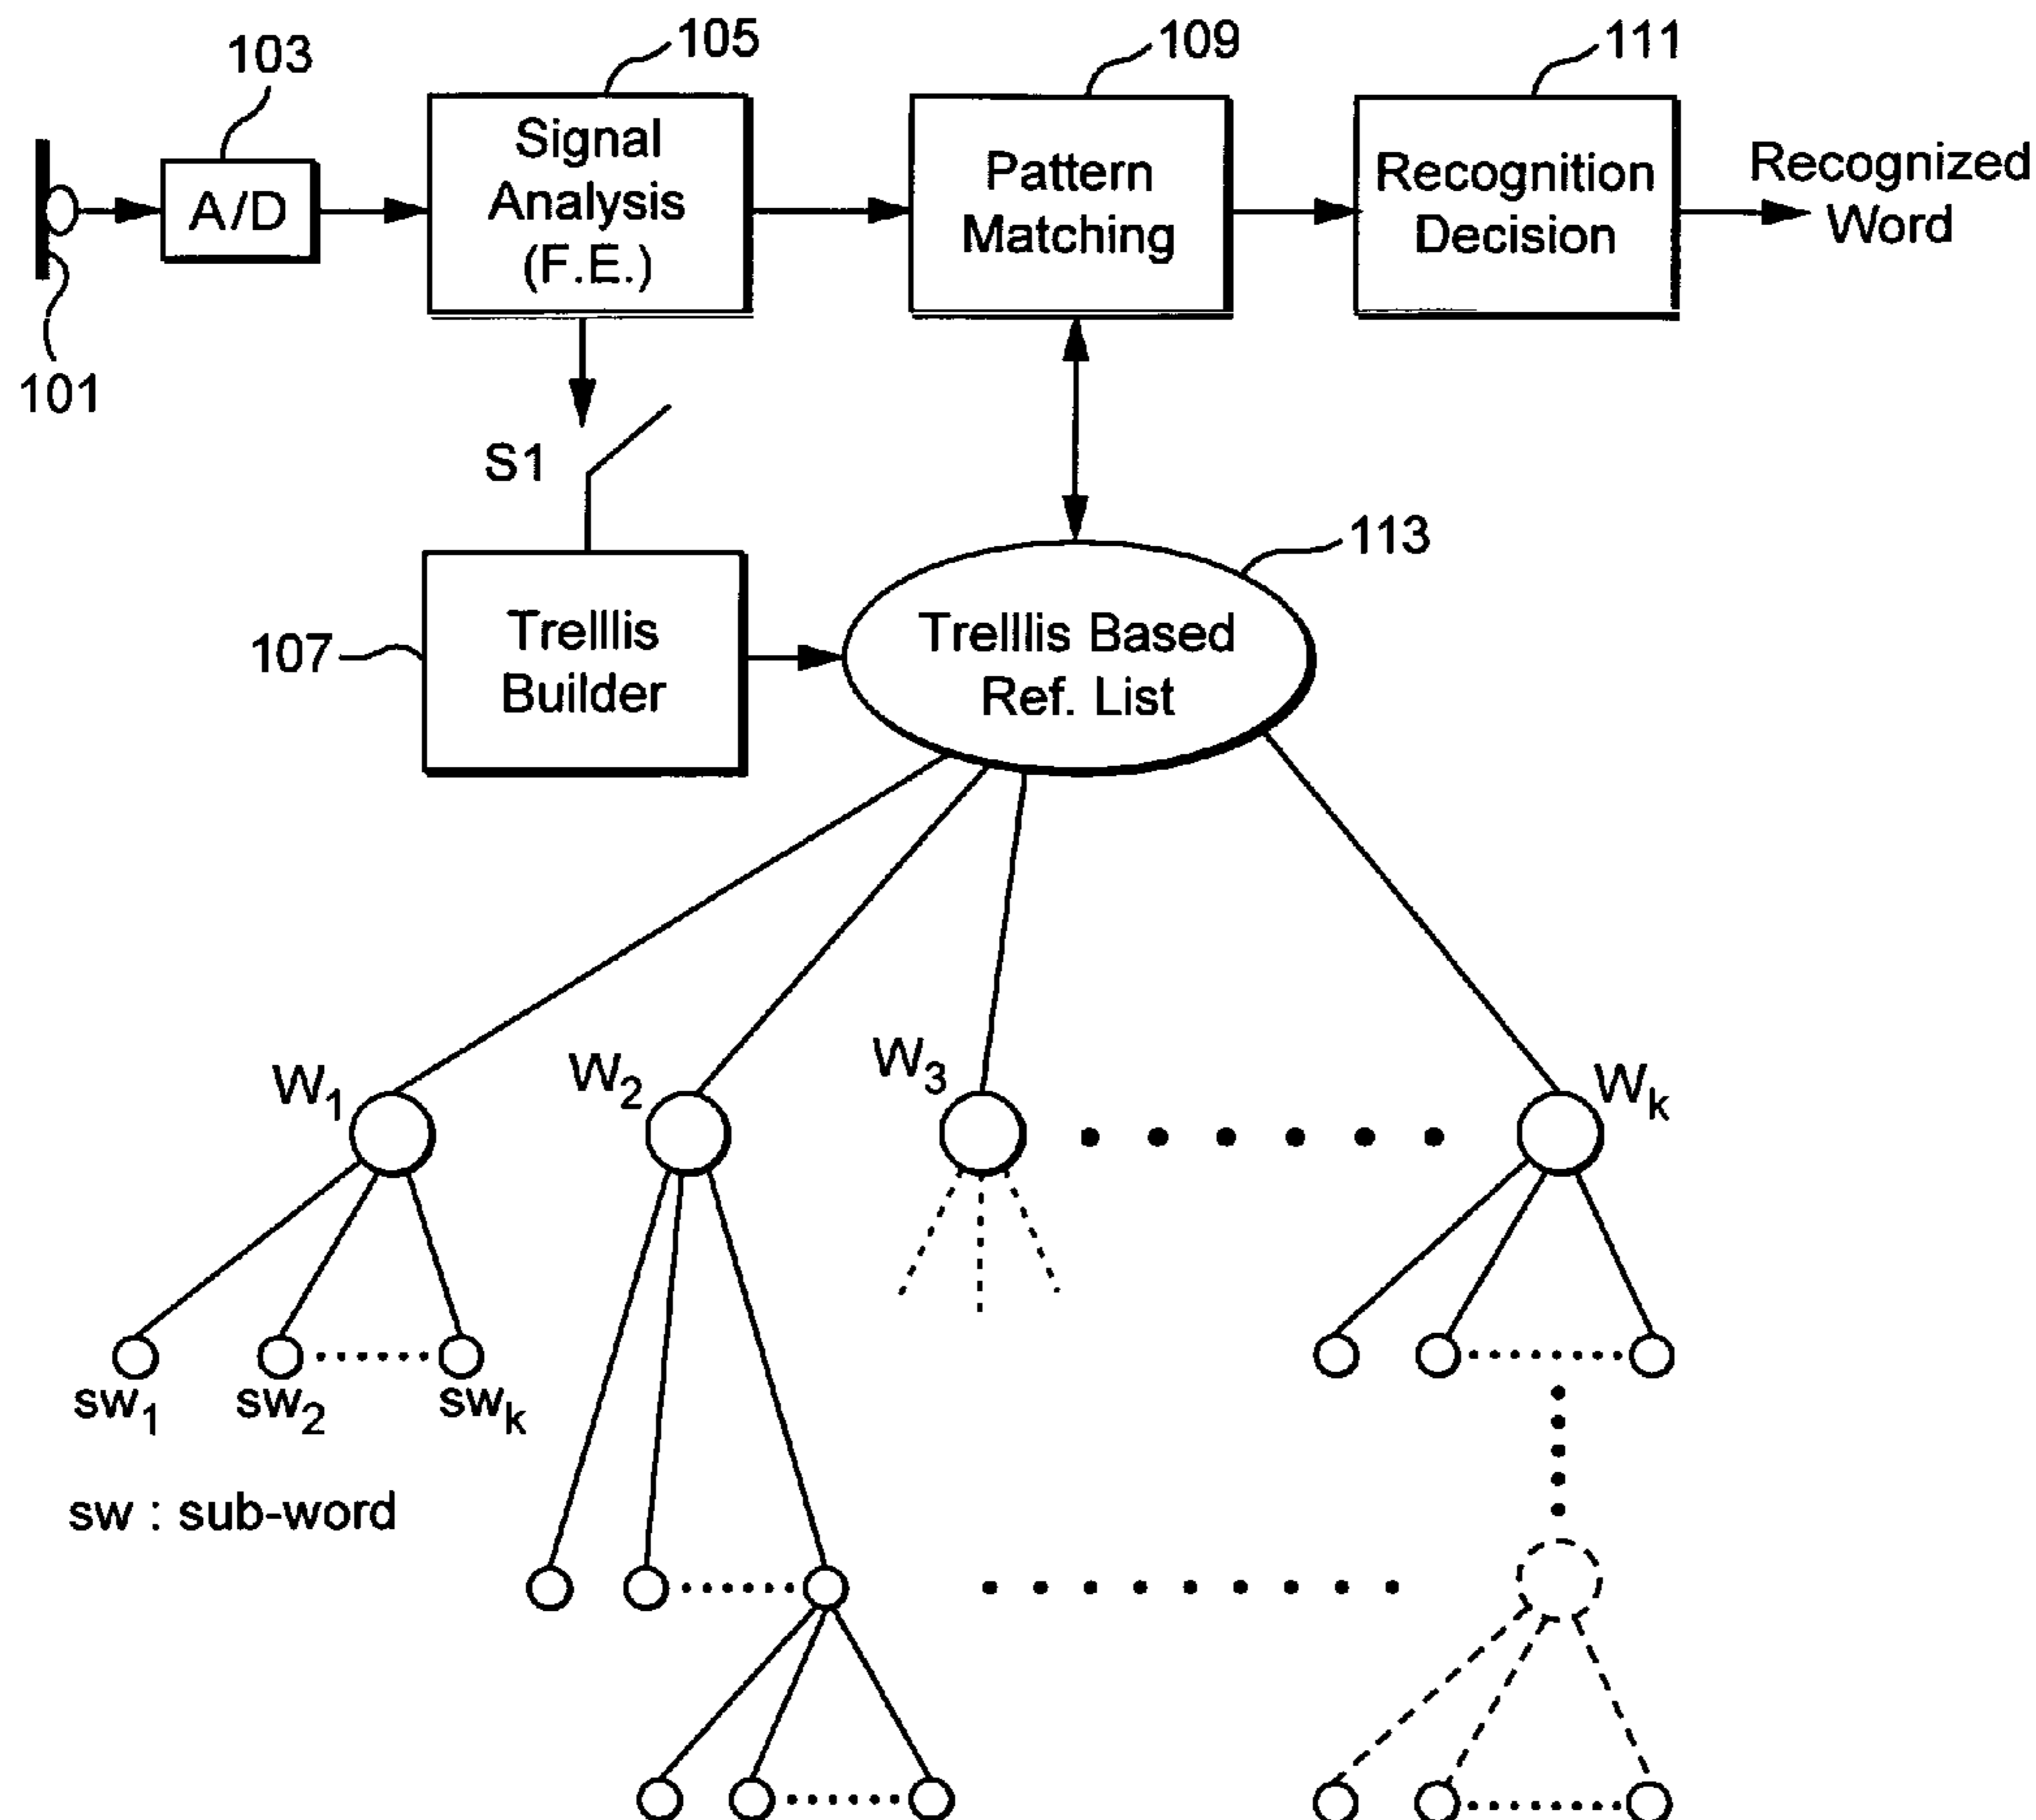 103
105
109
111
A/D
Signal
Analysis
(F.E.)
Pattern
Matching
Recognition
Decision
Recognized
Word
101
S1
113
107
Trelllis
Builder
Trelllis Based
Ref. List
W1
W2
W3
Wk
sw1
sw2
swk
sw : sub-word